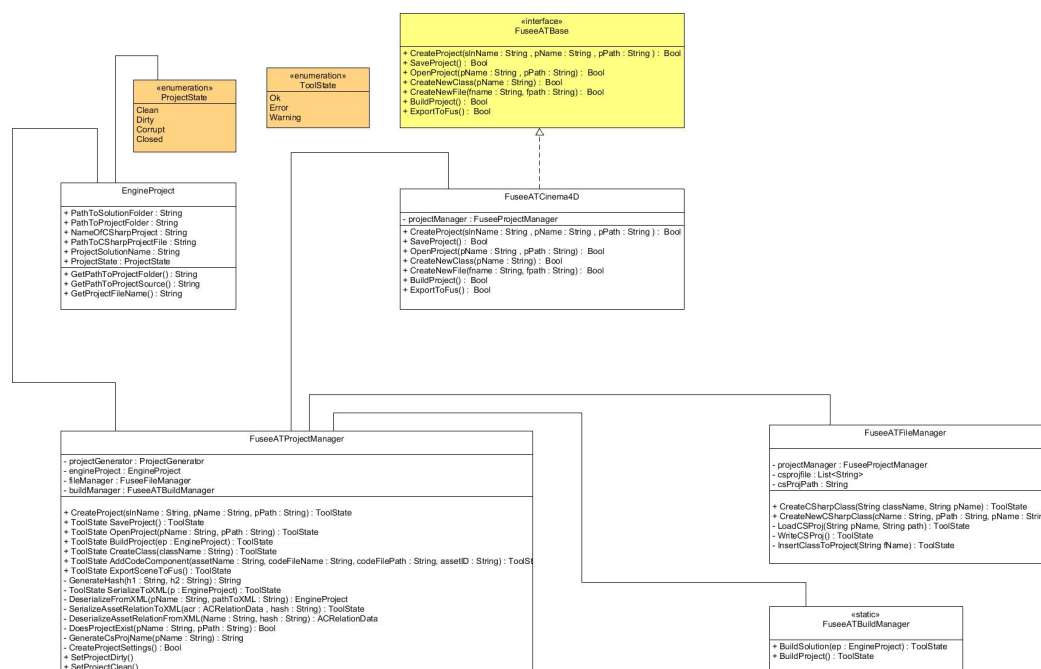 «interface»
FuseeATBase
+ CreateProject(slnName : String , pName : String , pPath : String ) : Bool
+ SaveProject() : Bool
+ OpenProject(pName : String , pPath : String) : Bool
+ CreateNewClass(pName : String) : Bool
+ CreateNewFile(fname : String, fpath : String) : Bool
+ BuildProject() : Bool
+ ExportToFus() : Bool
«enumeration»
ProjectState
Clean
Dirty
Corrupt
Closed
«enumeration»
ToolState
Ok
Error
Warning
EngineProject
+ PathToSolutionFolder : String
+ PathToProjectFolder : String
+ NameOfCSharpProject : String
+ PathToCSharpProjectFile : String
+ ProjectSolutionName : String
+ ProjectState : ProjectState
+ GetPathToProjectFolder() : String
+ GetPathToProjectSource() : String
+ GetProjectFileName() : String
FuseeATCinema4D
- projectManager : FuseeProjectManager
+ CreateProject(slnName : String , pName : String , pPath : String ) : Bool
+ SaveProject() : Bool
+ OpenProject(pName : String , pPath : String) : Bool
+ CreateNewClass(pName : String) : Bool
+ CreateNewFile(fname : String, fpath : String) : Bool
+ BuildProject() : Bool
+ ExportToFus() : Bool
FuseeATProjectManager
- projectGenerator : ProjectGenerator
- engineProject : EngineProject
- fileManager : FuseeFileManager
- buildManager : FuseeATBuildManager
+ CreateProject(slnName : String, pName : String, pPath : String) : ToolState
+ ToolState SaveProject() : ToolState
+ ToolState OpenProject(pName : String, pPath : String) : ToolState
+ ToolState BuildProject(ep : EngineProject) : ToolState
+ ToolState CreateClass(className : String) : ToolState
+ ToolState AddCodeComponent(assetName : String, codeFileName : String, codeFilePath : String, assetID : String) : ToolSt
+ ToolState ExportSceneToFus() : ToolState
- GenerateHash(h1 : String, h2 : String) : String
- ToolState SerializeToXML(p : EngineProject) : ToolState
- DeserializeFromXML(pName : String, pathToXML : String) : EngineProject
- SerializeAssetRelationToXML(acr : ACRelationData , hash : String) : ToolState
- DeserializeAssetRelationFromXML(Name : String, hash : String) : ACRelationData
- DoesProjectExist(pName : String, pPath : String) : Bool
- GenerateCsProjName(pName : String) : String
- CreateProjectSettings() : Bool
+ SetProjectDirty()
+ SetProjectClean()
FuseeATFileManager
- projectManager : FuseeProjectManager
- csprojfile : List<String>
- csProjPath : String
+ CreateCSharpClass(String className, String pName) : ToolState
+ CreateNewCSharpClass(cName : String, pPath : String, pName : Strin
- LoadCSProj(String pName, String path) : ToolState
- WriteCSProj() : ToolState
- InsertClassToProject(String fName) : ToolState
«static»
FuseeATBuildManager
+ BuildSolution(ep : EngineProject) : ToolState
+ BuildProject() : ToolState